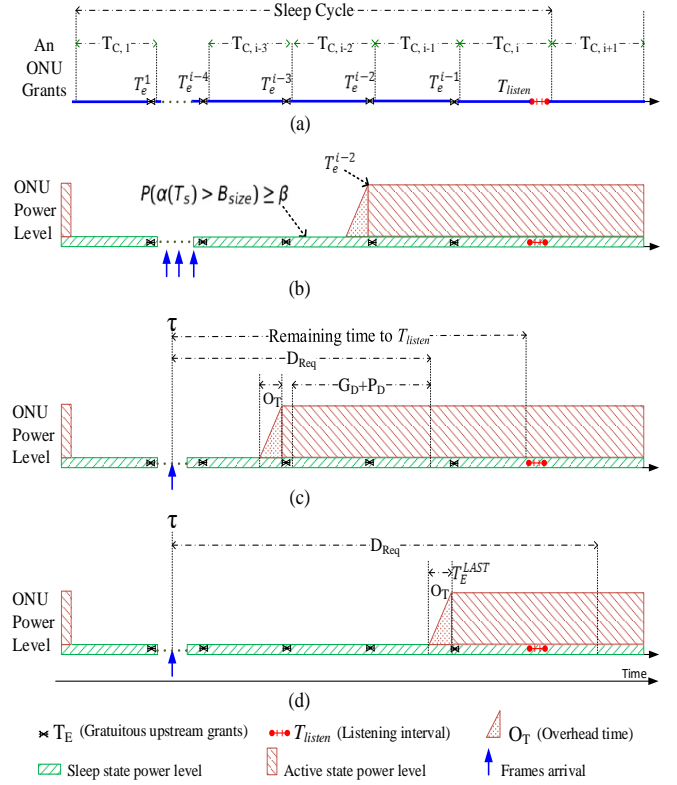 Sleep Cycle
An ONU Grants
T_{C, 1} T_{C, i-3} T_{C, i-2} T_{C, i-1} T_{C, i} T_{C, i+1}
T_e^1 T_e^{i-4} T_e^{i-3} T_e^{i-2} T_e^{i-1} T_{listen}
(a)
T_e^{i-2}
ONU Power Level
P(α(T_s) > B_{size}) ≥ β
(b)
τ
Remaining time to T_{listen}
D_{Req}
O_T G_D+P_D
ONU Power Level
(c)
τ
D_{Req}
O_T T_E^{LAST}
ONU Power Level
Time
(d)
T_E (Gratuitous upstream grants) T_{listen} (Listening interval) O_T (Overhead time)
Sleep state power level Active state power level Frames arrival